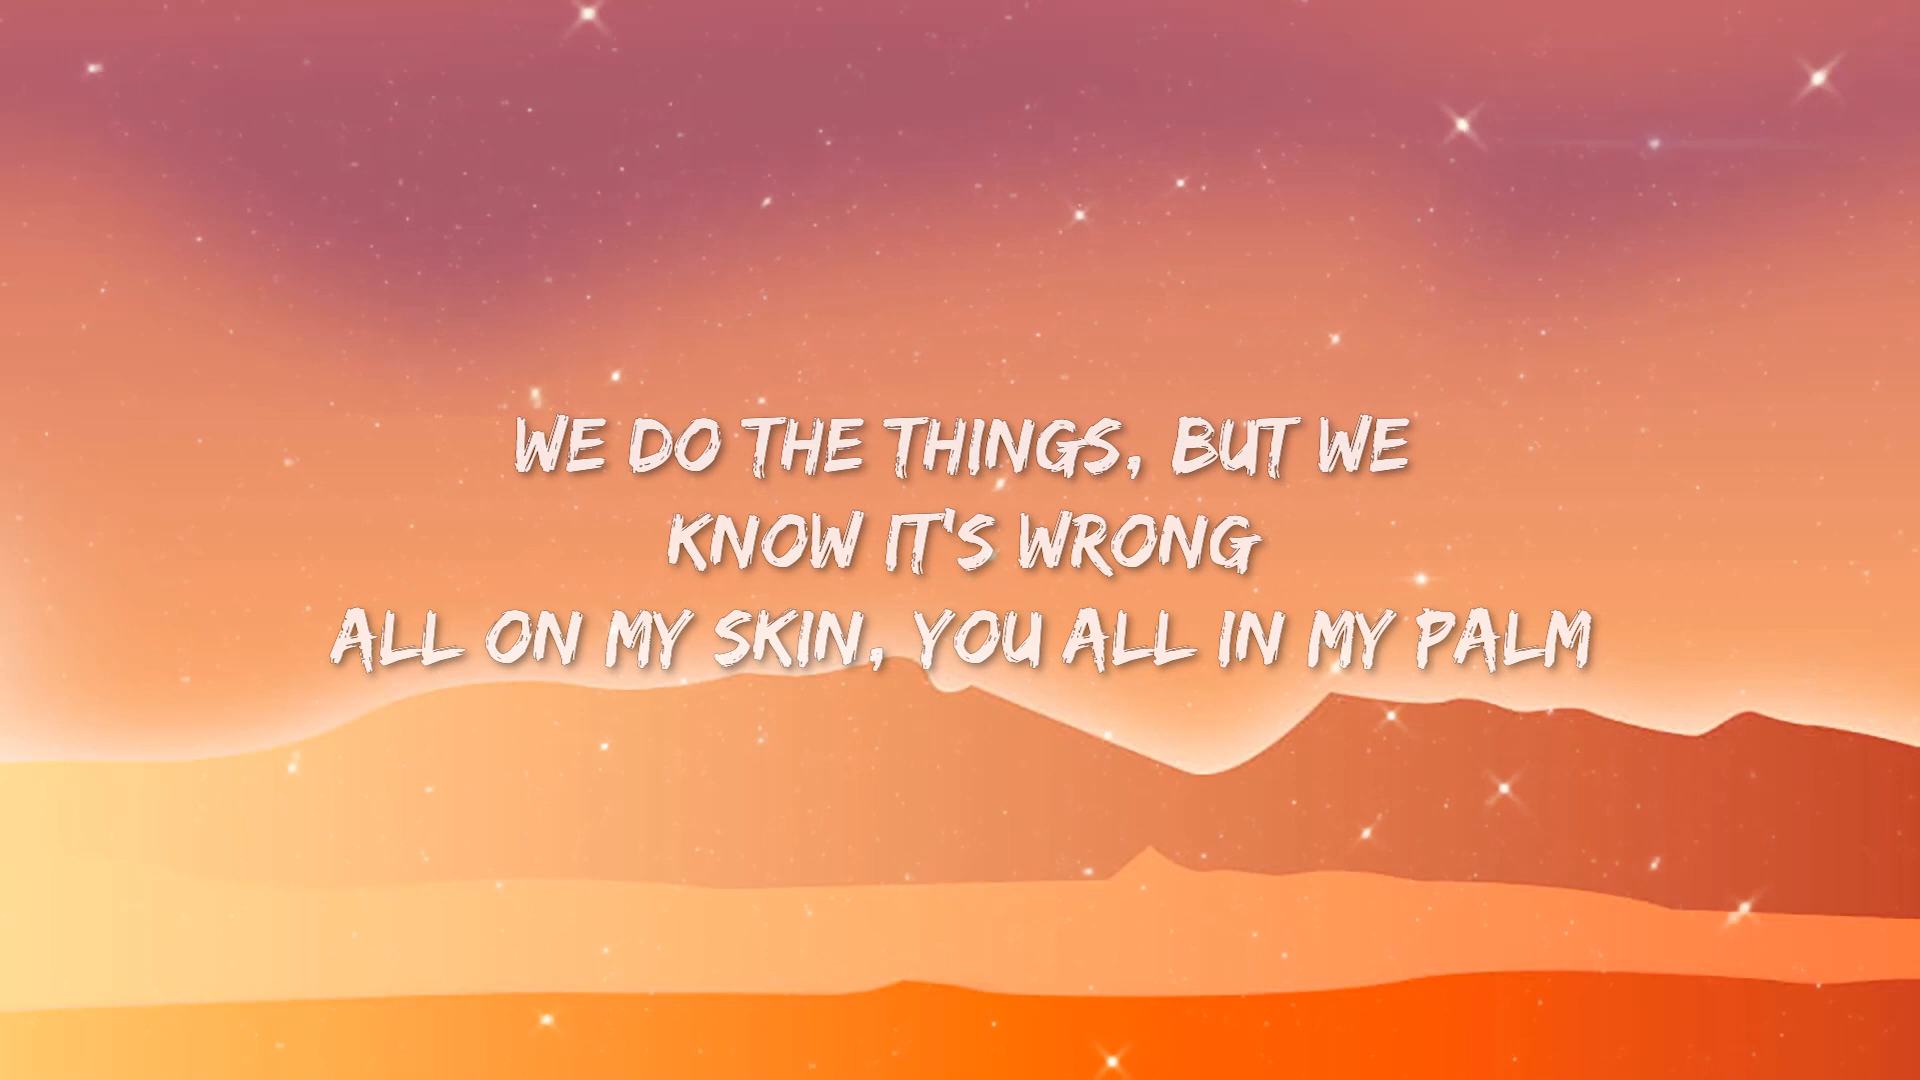 WE DO THE THINGS, BUT WE
KNOW IT'S WRONG
ALL ON MY SKIN, YOU ALL IN MY PALM